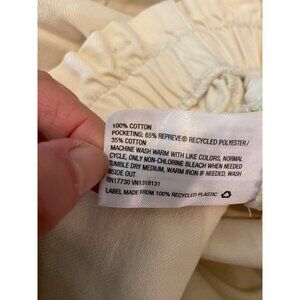 100% COTTON
POCKETING: 65% REPREVE® RECYCLED POLYESTER/
35% COTTON
MACHINE WASH WARM WITH LIKE COLORS, NORMAL
CYCLE, ONLY NON-CHLORINE BLEACH WHEN NEEDED
TUMBLE DRY MEDIUM, WARM IRON IF NEEDED, WASH
INSIDE OUT
RN17730 VN1318131
LABEL MADE FROM 100% RECYCLED PLASTIC